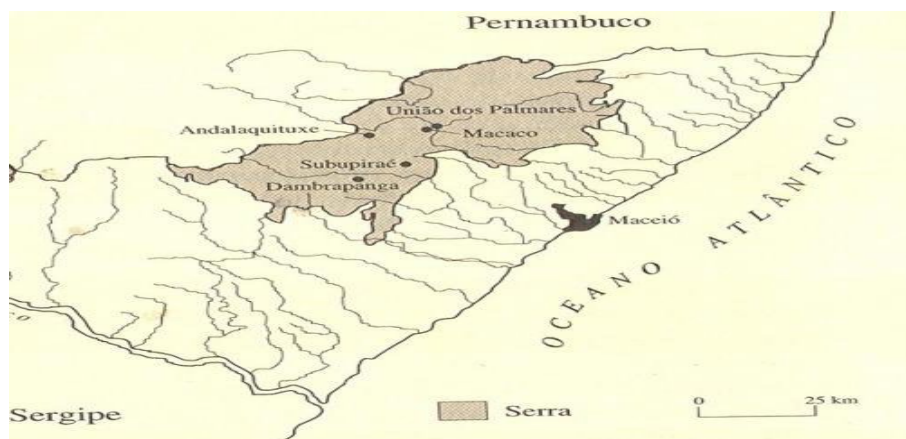 Pernambuco
União dos Palmares
Andalaquituxe
Macaco
Subupiraé
Dambrapanga
Maceió
OCEANO ATLÂNTICO
Sergipe
Serra
0 25 km